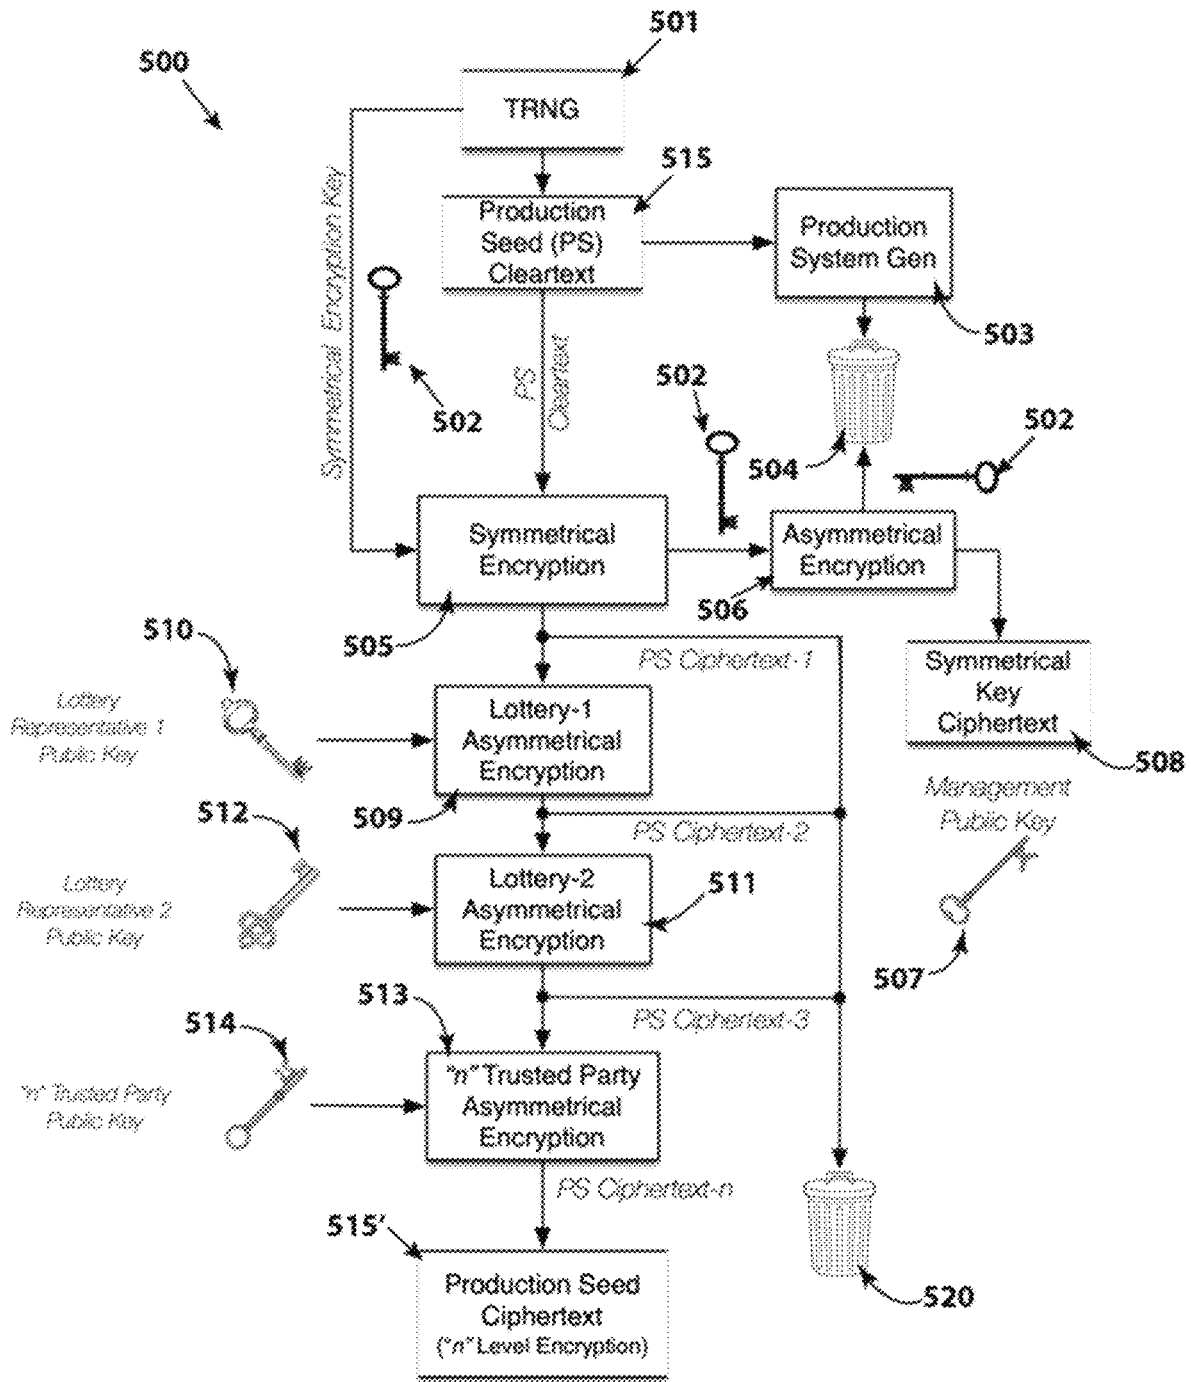 500
501
TRNG
515
Production
Seed (PS)
Cleartext
Production
System Gen
503
Symmetrical Encryption Key
502
PS
Cleartext
502
504
502
Symmetrical
Encryption
505
Asymmetrical
Encryption
506
PS Ciphertext-1
Symmetrical
Key
Ciphertext
508
510
Lottery
Representative 1
Public Key
Lottery-1
Asymmetrical
Encryption
509
PS Ciphertext-2
Management
Public Key
507
512
Lottery
Representative 2
Public Key
Lottery-2
Asymmetrical
Encryption
511
PS Ciphertext-3
513
514
"n" Trusted Party
Public Key
"n" Trusted Party
Asymmetrical
Encryption
PS Ciphertext-n
515'
Production Seed
Ciphertext
("n" Level Encryption)
520